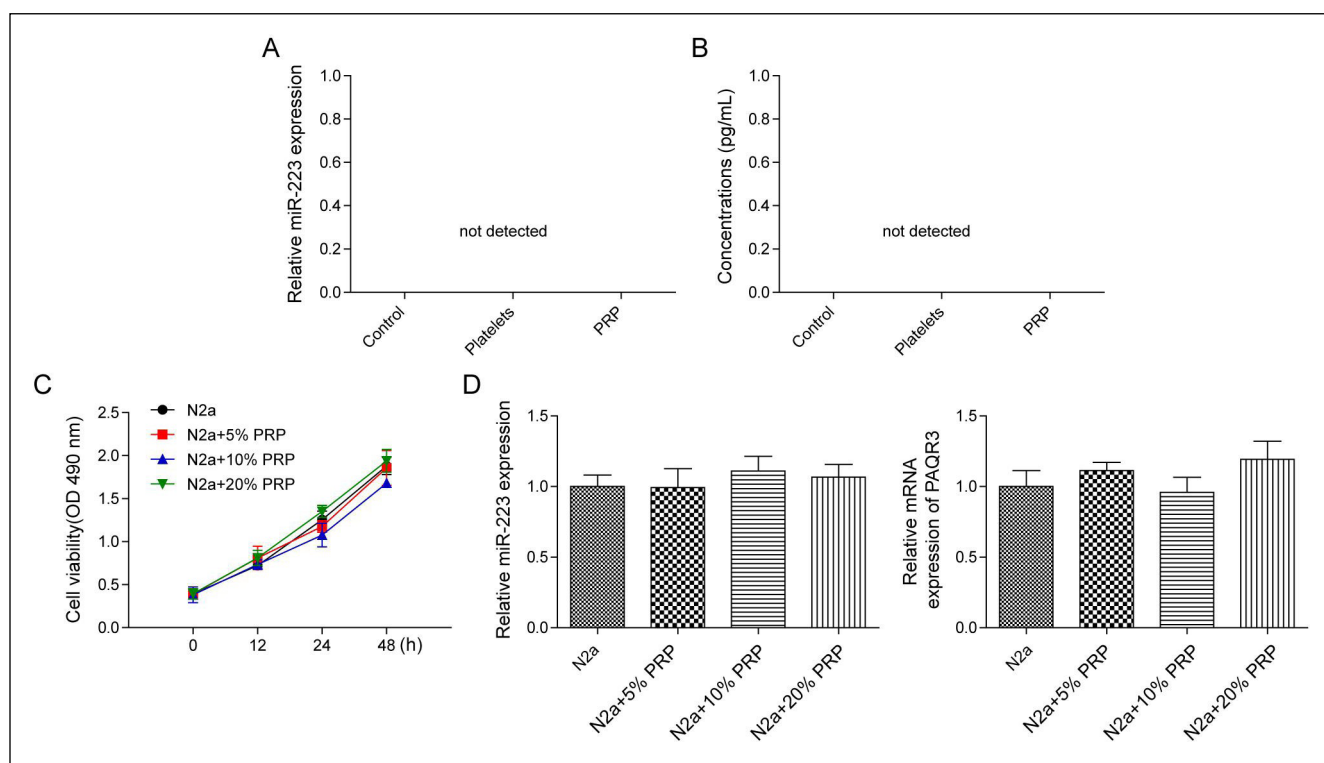 A
Relative miR-223 expression
1.0
0.8
0.6
0.4
0.2
0.0
not detected
Control
Platelets
PRP
B
Concentrations (pg/mL)
1.0
0.8
0.6
0.4
0.2
0.0
not detected
Control
Platelets
PRP
C
N2a
N2a+5% PRP
N2a+10% PRP
N2a+20% PRP
Cell viability(OD 490 nm)
2.5
2.0
1.5
1.0
0.5
0.0
0 12 24 48 (h)
D
Relative miR-223 expression
1.5
1.0
0.5
0.0
N2a
N2a+5% PRP
N2a+10% PRP
N2a+20% PRP
Relative mRNA
expression of PAQR3
1.5
1.0
0.5
0.0
N2a
N2a+5% PRP
N2a+10% PRP
N2a+20% PRP